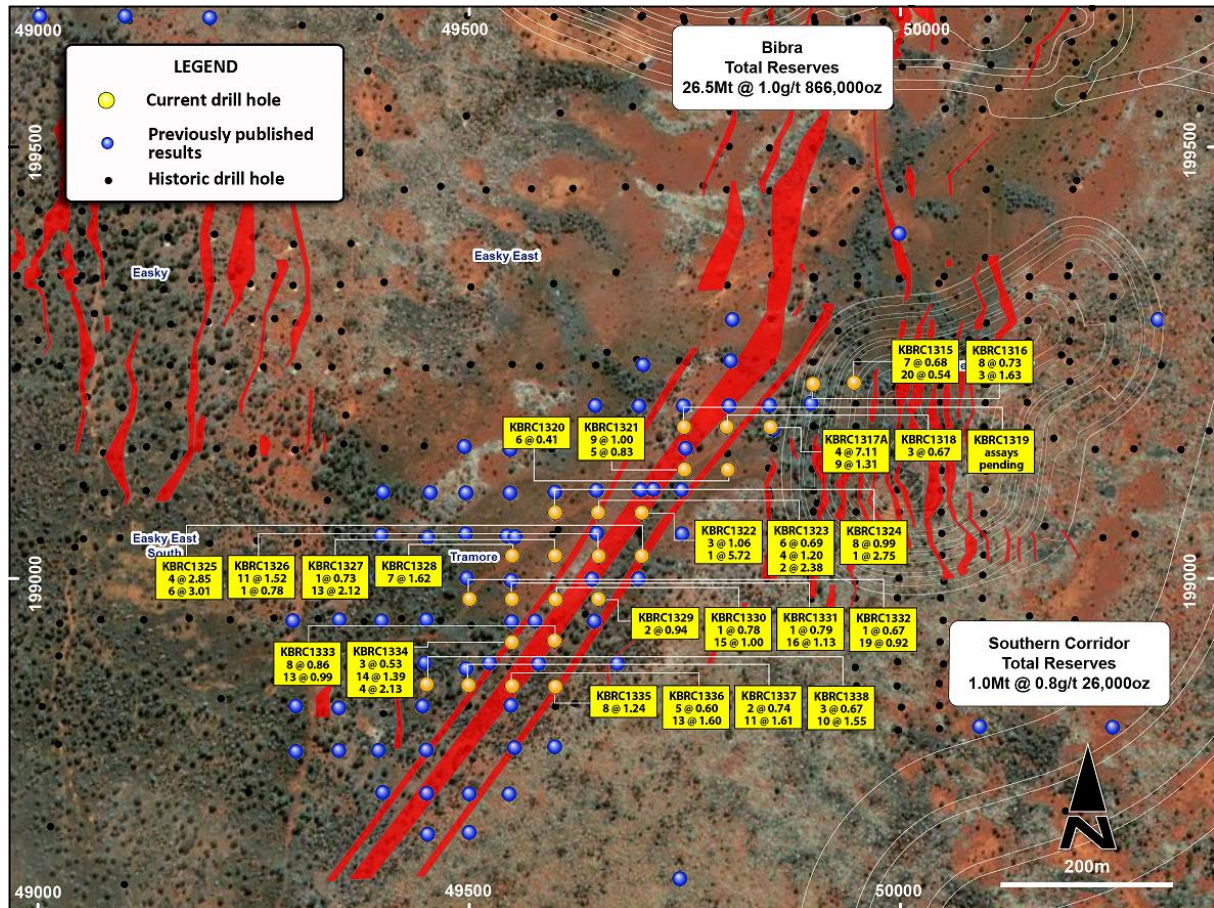 49000
49500
50000
LEGEND
Current drill hole
Previously published
results
Historic drill hole
Bibra
Total Reserves
26.5Mt @ 1.0g/t 866,000oz
199500
199500
Easky
Easky East
KBRC1315
7 @ 0.68
20 @ 0.54
KBRC1316
8 @ 0.73
3 @ 1.63
KBRC1320
6 @ 0.41
KBRC1321
9 @ 1.00
5 @ 0.83
KBRC1317A
4 @ 7.11
9 @ 1.31
KBRC1318
3 @ 0.67
KBRC1319
assays
pending
KBRC1322
3 @ 1.06
1 @ 5.72
KBRC1323
6 @ 0.69
4 @ 1.20
2 @ 2.38
KBRC1324
8 @ 0.99
1 @ 2.75
Easky East
South
Tramore
KBRC1325
4 @ 2.85
6 @ 3.01
KBRC1326
11 @ 1.52
1 @ 0.78
KBRC1327
1 @ 0.73
13 @ 2.12
KBRC1328
7 @ 1.62
199000
199000
KBRC1329
2 @ 0.94
KBRC1330
1 @ 0.78
15 @ 1.00
KBRC1331
1 @ 0.79
16 @ 1.13
KBRC1332
1 @ 0.67
19 @ 0.92
KBRC1333
8 @ 0.86
13 @ 0.99
KBRC1334
3 @ 0.53
14 @ 1.39
4 @ 2.13
Southern Corridor
Total Reserves
1.0Mt @ 0.8g/t 26,000oz
KBRC1335
8 @ 1.24
KBRC1336
5 @ 0.60
13 @ 1.60
KBRC1337
2 @ 0.74
11 @ 1.61
KBRC1338
3 @ 0.67
10 @ 1.55
N
200m
49000
49500
50000